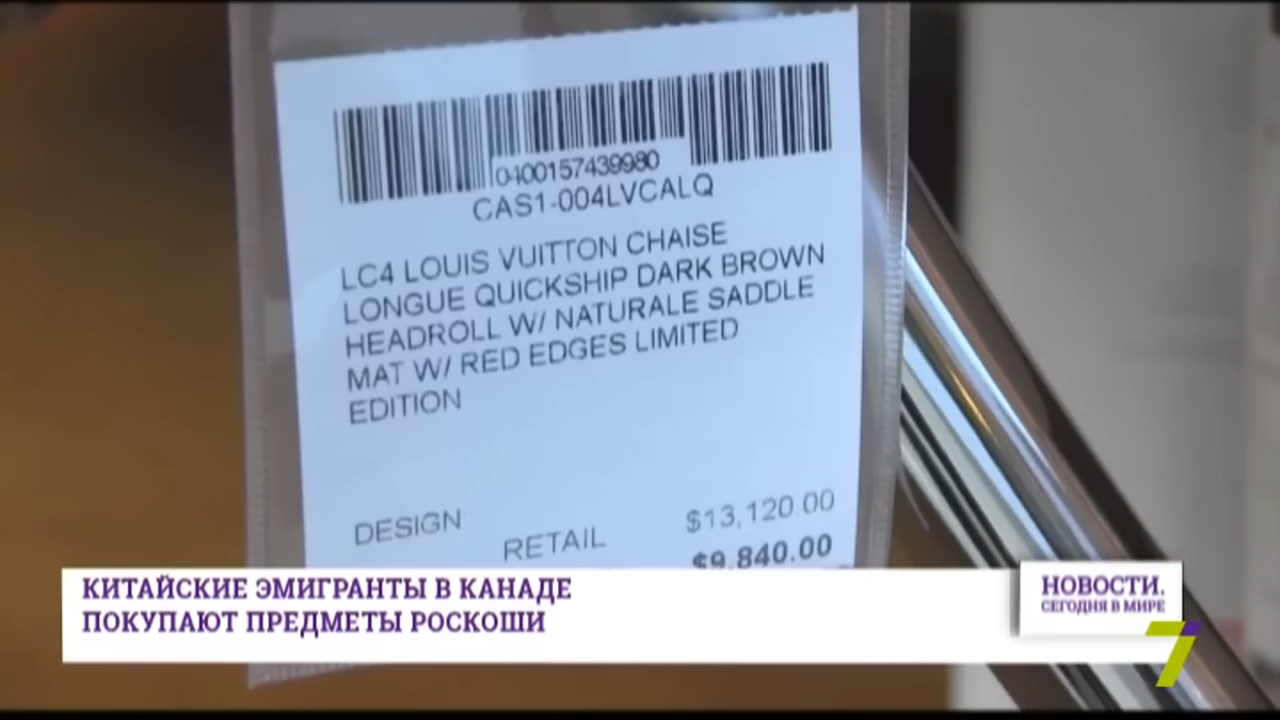 0400157439980
CAS1-004LVCALQ
LC4 LOUIS VUITTON CHAISE
LONGUE QUICKSHIP DARK BROWN
HEADROLL W/ NATURALE SADDLE
MAT W/ RED EDGES LIMITED
EDITION
DESIGN
RETAIL $13,120.00
$9,840.00
КИТАЙСКИЕ ЭМИГРАНТЫ В КАНАДЕ
ПОКУПАЮТ ПРЕДМЕТЫ РОСКОШИ
НОВОСТИ.
СЕГОДНЯ В МИРЕ
7